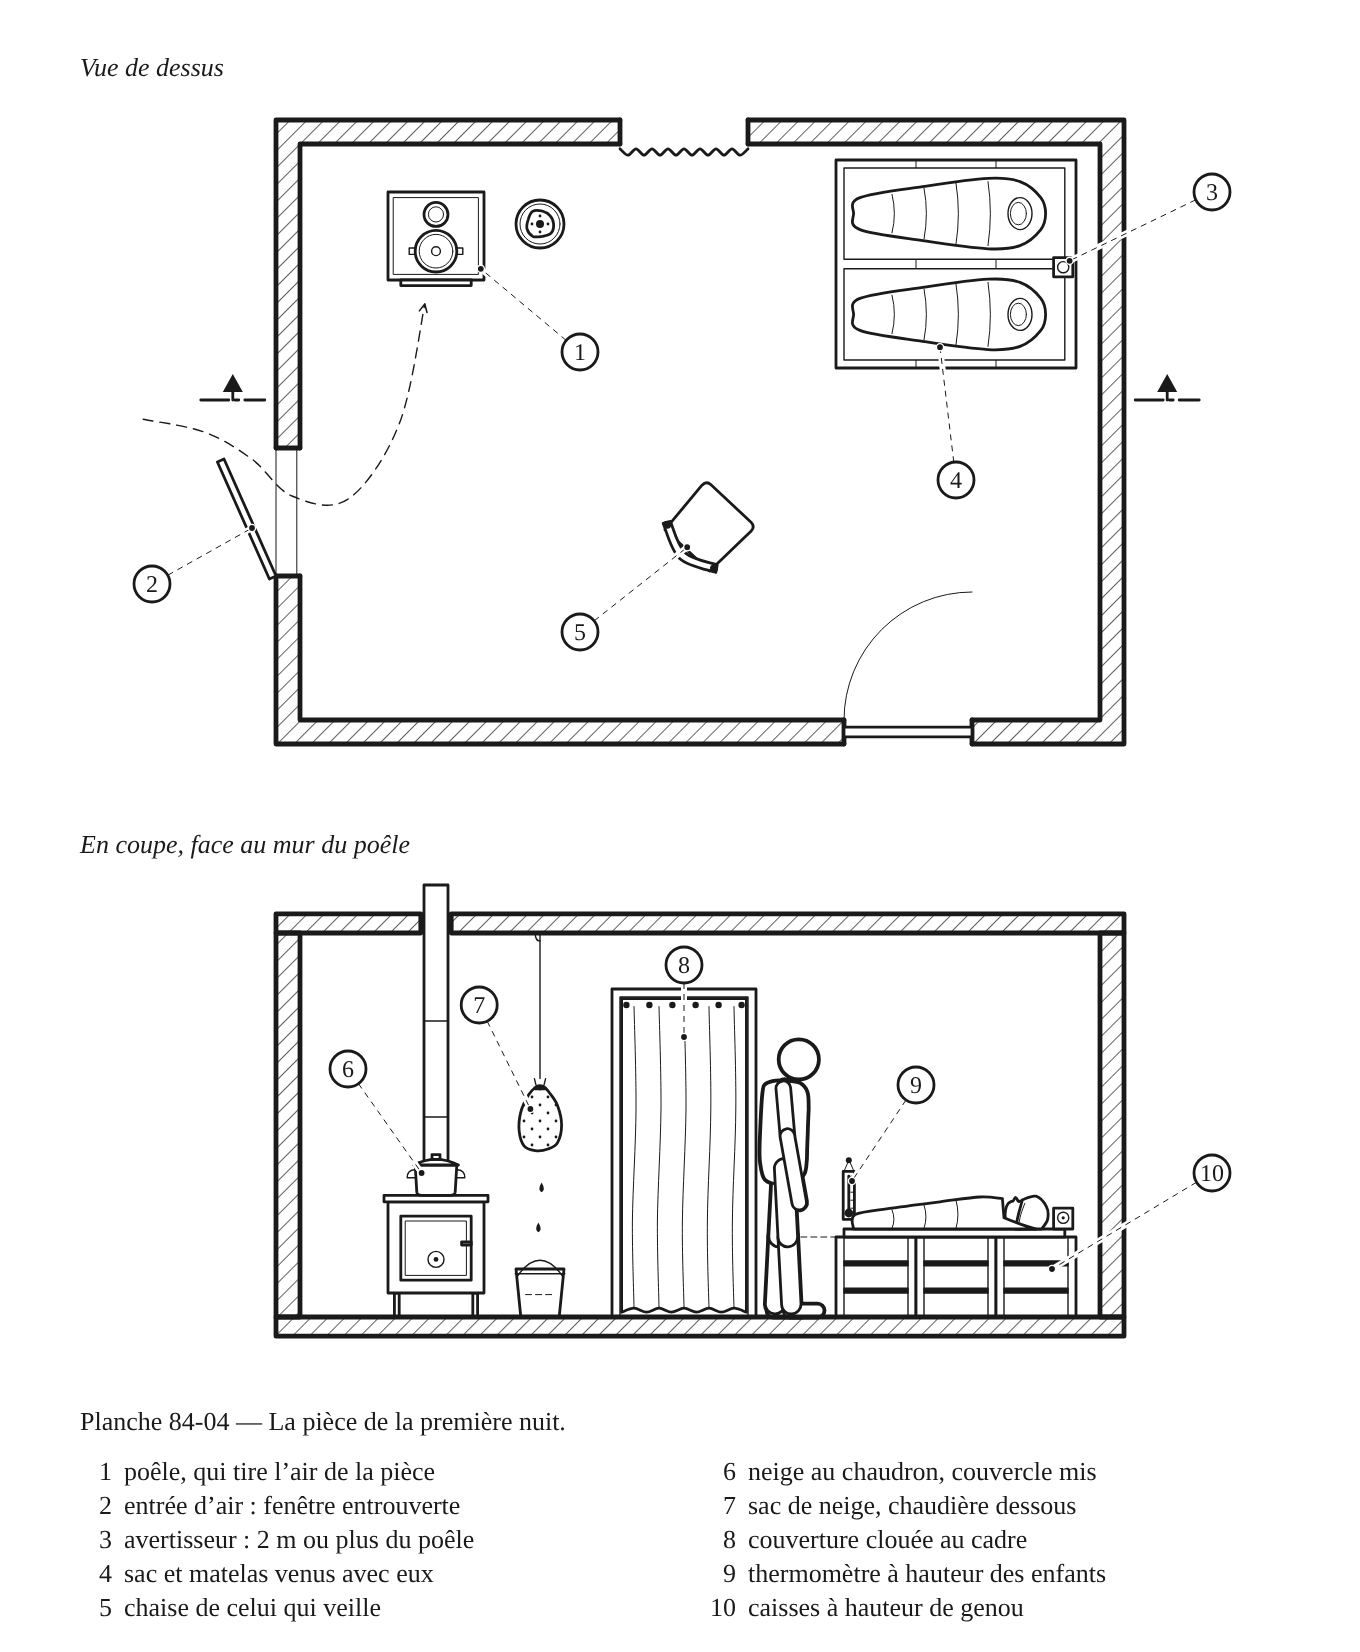 Vue de dessus
3
1
4
2
5
En coupe, face au mur du poêle
8
7
6
9
10
Planche 84-04 — La pièce de la première nuit.
1 poêle, qui tire l’air de la pièce
2 entrée d’air : fenêtre entrouverte
3 avertisseur : 2 m ou plus du poêle
4 sac et matelas venus avec eux
5 chaise de celui qui veille
6 neige au chaudron, couvercle mis
7 sac de neige, chaudière dessous
8 couverture clouée au cadre
9 thermomètre à hauteur des enfants
10 caisses à hauteur de genou